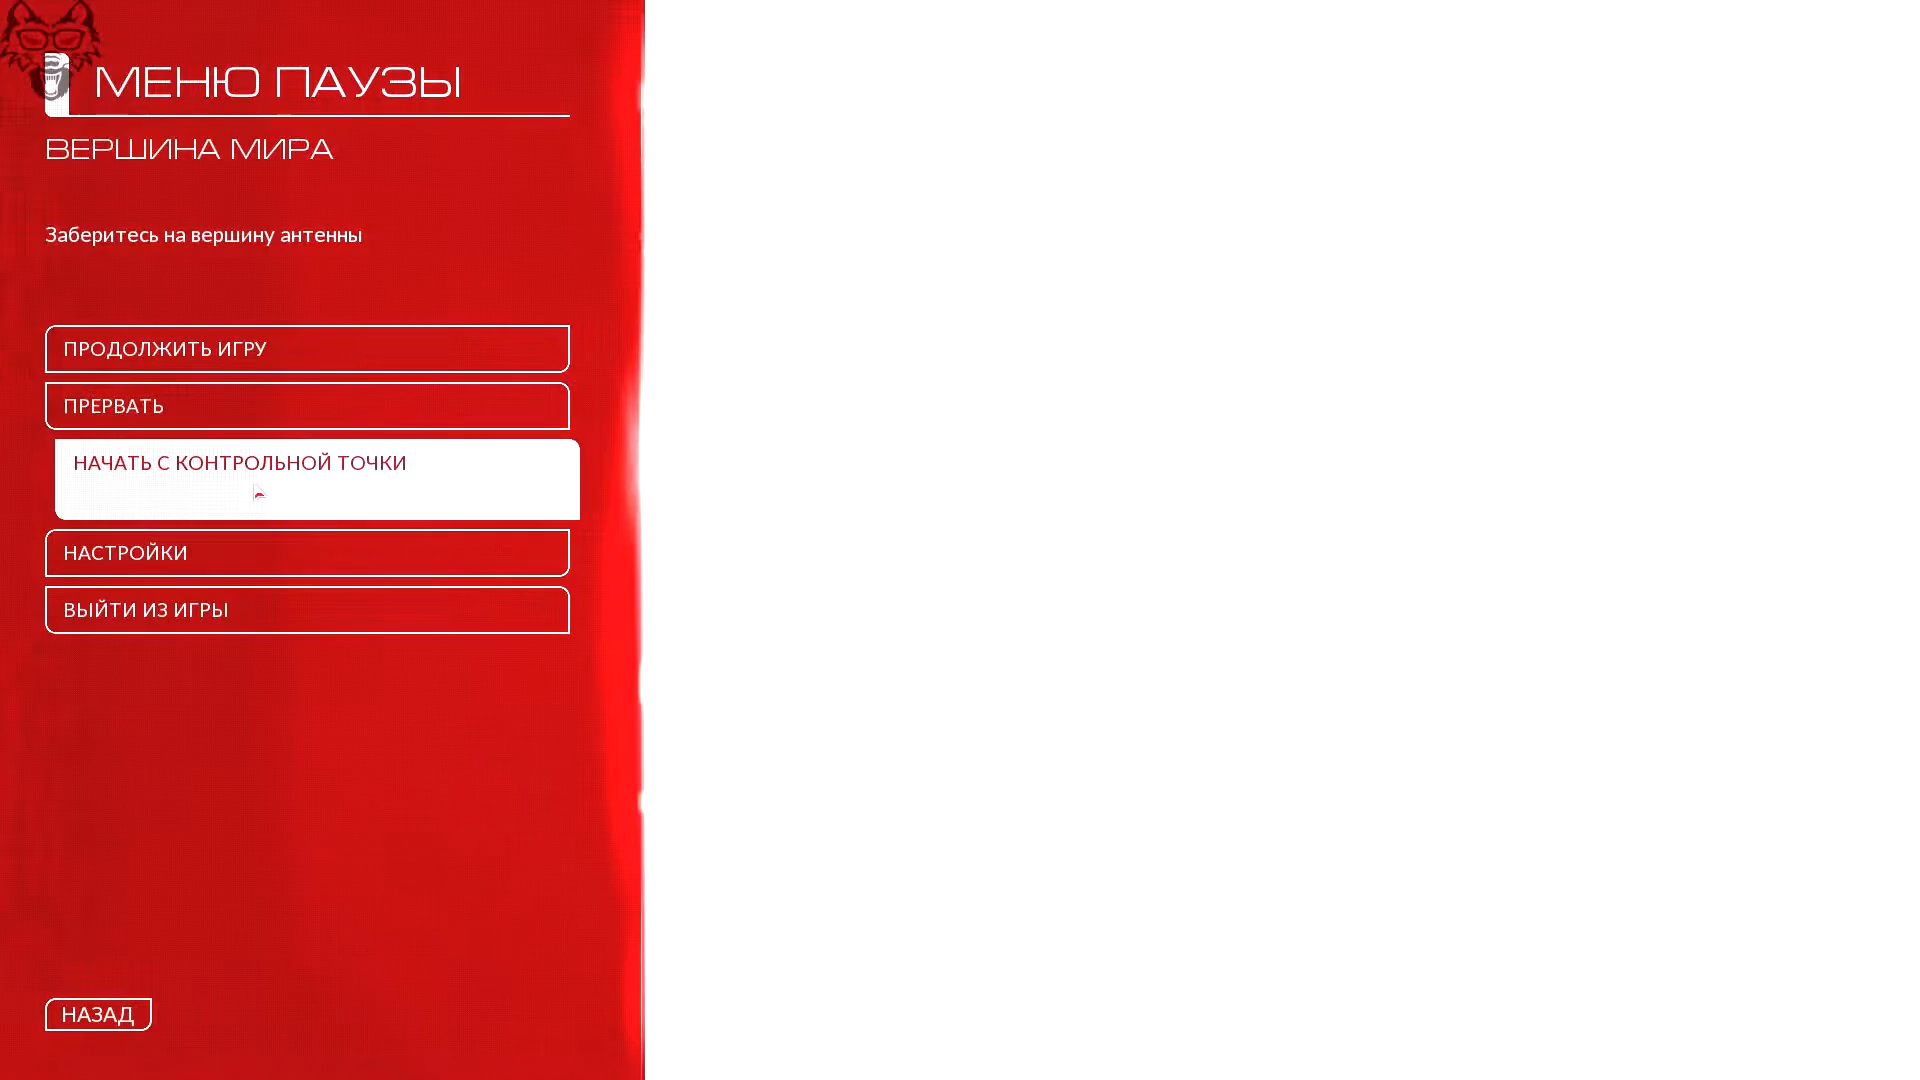 МЕНЮ ПАУЗЫ
ВЕРШИНА МИРА
Заберитесь на вершину антенны
ПРОДОЛЖИТЬ ИГРУ
ПРЕРВАТЬ
НАЧАТЬ С КОНТРОЛЬНОЙ ТОЧКИ
НАСТРОЙКИ
ВЫЙТИ ИЗ ИГРЫ
НАЗАД